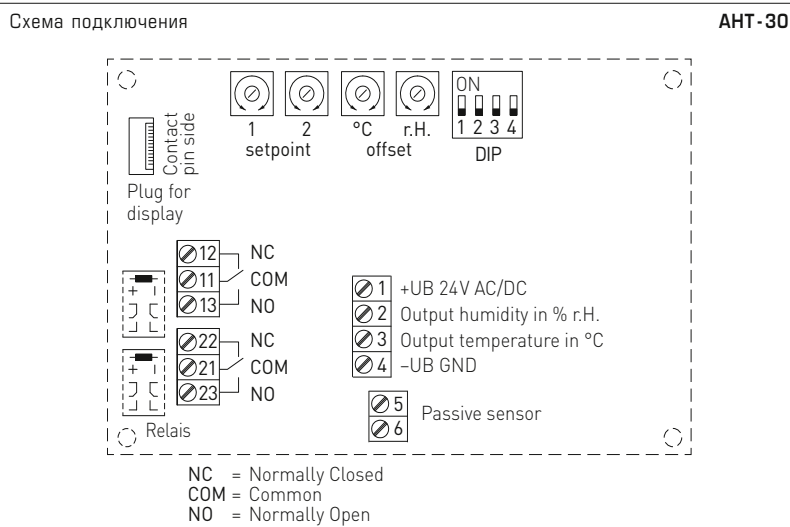 Схема подключения AHT-30
ON
1 2 3 4
DIP
1 2 °C r.H.
setpoint offset
Contact
pin side
Plug for
display
12 NC
11 COM
13 NO
22 NC
21 COM
23 NO
+ –
+ –
Relais
1 +UB 24V AC/DC
2 Output humidity in % r.H.
3 Output temperature in °C
4 –UB GND
5
6
Passive sensor
NC = Normally Closed
COM = Common
NO = Normally Open